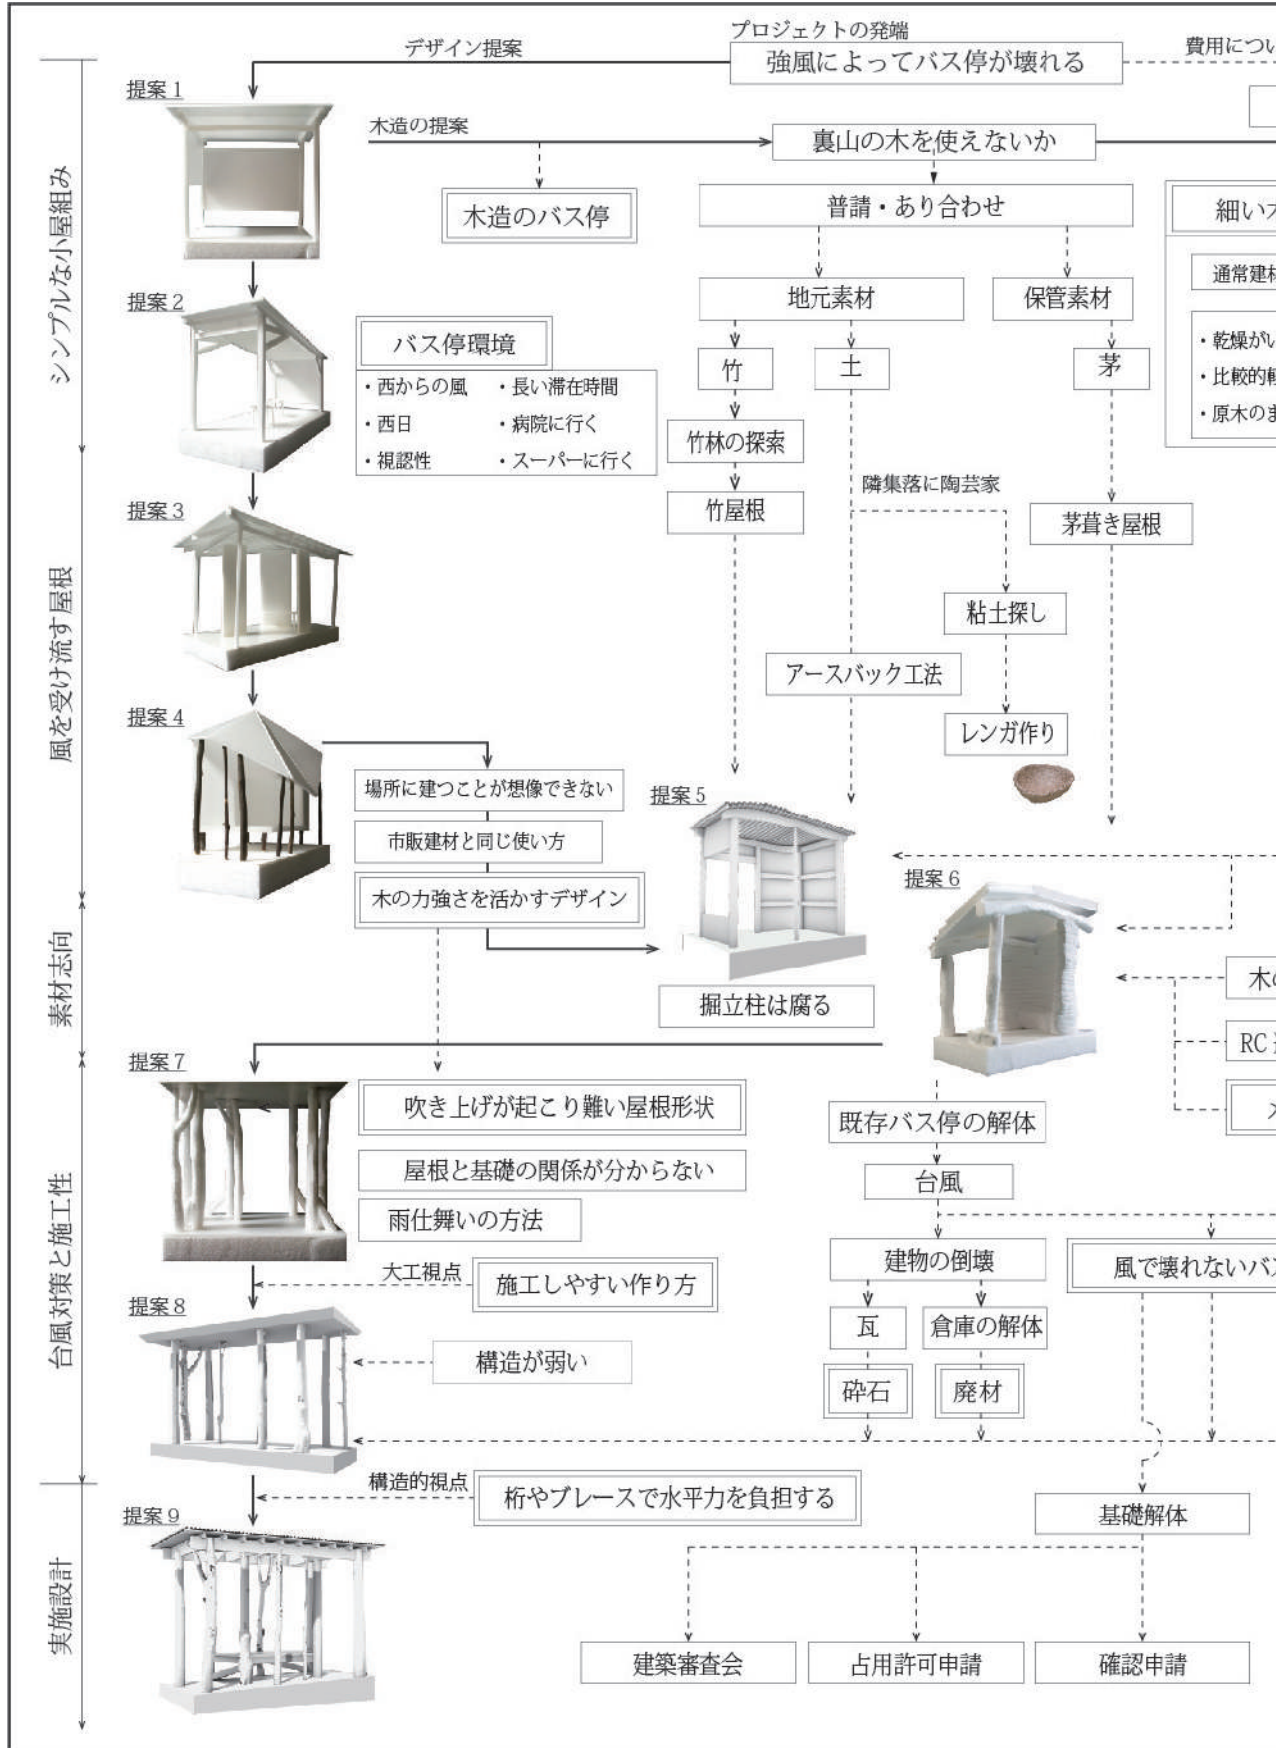 プロジェクトの発端
デザイン提案
強風によってバス停が壊れる
費用につい
提案 1
木造の提案
裏山の木を使えないか
木造のバス停
普請・あり合わせ
細い木
シンプルな小屋組み
地元素材
保管素材
通常建材
提案 2
バス停環境
・西からの風
・長い滞在時間
・西日
・病院に行く
・視認性
・スーパーに行く
竹
土
茅
・乾燥がい
・比較的軽
・原木のま
竹林の探索
竹屋根
隣集落に陶芸家
茅葺き屋根
提案 3
風を受け流す屋根
粘土探し
アースバック工法
レンガ作り
提案 4
場所に建つことが想像できない
市販建材と同じ使い方
木の力強さを活かすデザイン
提案 5
提案 6
素材志向
掘立柱は腐る
木の
RC
提案 7
吹き上げが起こり難い屋根形状
屋根と基礎の関係が分からない
雨仕舞いの方法
既存バス停の解体
台風
建物の倒壊
風で壊れないバス
台風対策と施工性
大工視点
施工しやすい作り方
瓦
倉庫の解体
砕石
廃材
提案 8
構造が弱い
構造的視点
桁やブレースで水平力を負担する
基礎解体
提案 9
実施設計
建築審査会
占用許可申請
確認申請